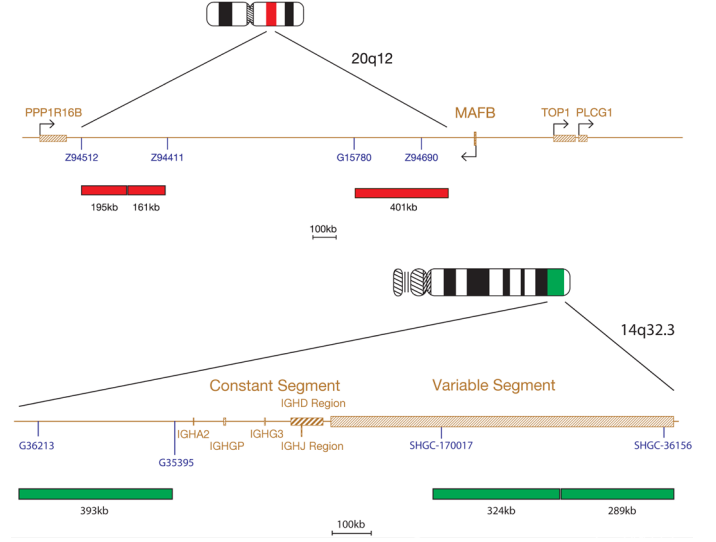 20q12
PPP1R16B
MAFB
TOP1 PLCG1
Z94512 Z94411 G15780 Z94690
195kb 161kb 401kb
100kb
14q32.3
Constant Segment Variable Segment
IGHD Region
IGHA2 IGHGP IGHG3 IGHJ Region
G36213 SHGC-170017 SHGC-36156
G35395
393kb 324kb 289kb
100kb